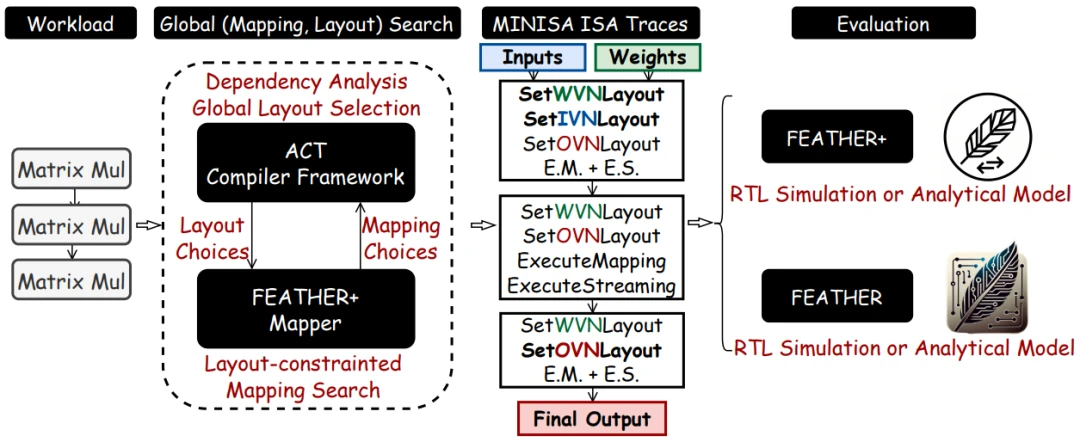 Workload
Global (Mapping, Layout) Search
MINISA ISA Traces
Evaluation
Matrix Mul
Matrix Mul
Matrix Mul
Dependency Analysis
Global Layout Selection
ACT
Compiler Framework
Layout
Choices
Mapping
Choices
FEATHER+
Mapper
Layout-constrainted
Mapping Search
Inputs
Weights
SetWVNLayout
SetIVNLayout
SetOVNLayout
E.M. + E.S.
SetWVNLayout
SetOVNLayout
ExecuteMapping
ExecuteStreaming
SetWVNLayout
SetOVNLayout
E.M. + E.S.
Final Output
FEATHER+
RTL Simulation or Analytical Model
FEATHER
RTL Simulation or Analytical Model